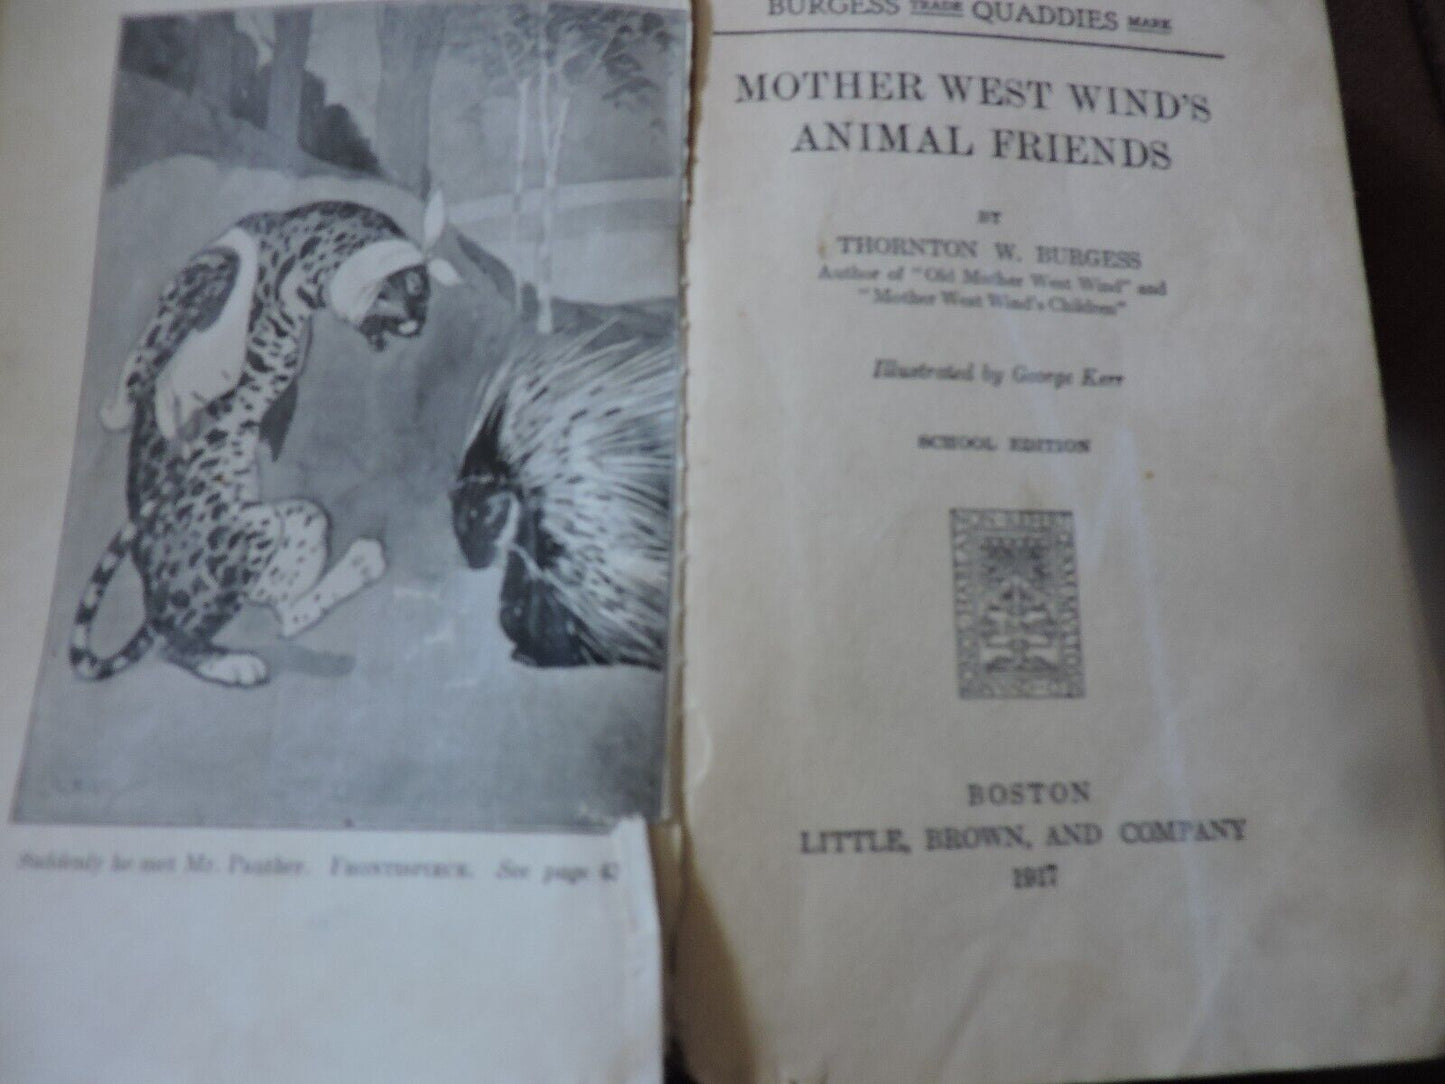 Suddenly he met Mr. Panther. FRONTISPIECE. See page
BURGESS TRADE QUADDIES MARK
MOTHER WEST WIND'S
ANIMAL FRIENDS
BY
THORNTON W. BURGESS
Author of "Old Mother West Wind" and
"Mother West Wind's Children"
Illustrated by George Kerr
SCHOOL EDITION
NON REFERT
BOSTON
LITTLE, BROWN, AND COMPANY
1917